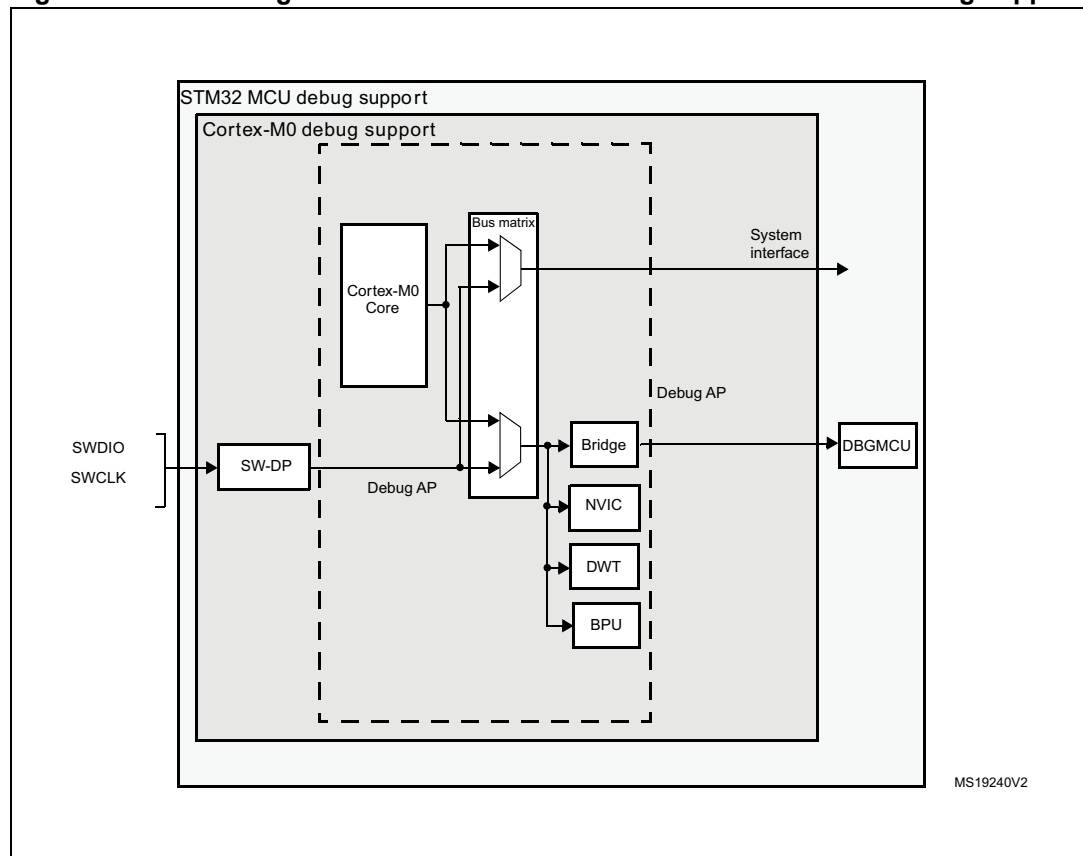 STM32 MCU debug support
Cortex-M0 debug support
Bus matrix
System
interface
Cortex-M0
Core
Debug AP
SWDIO
SWCLK
SW-DP
Debug AP
Bridge
DBGMCU
NVIC
DWT
BPU
MS19240V2